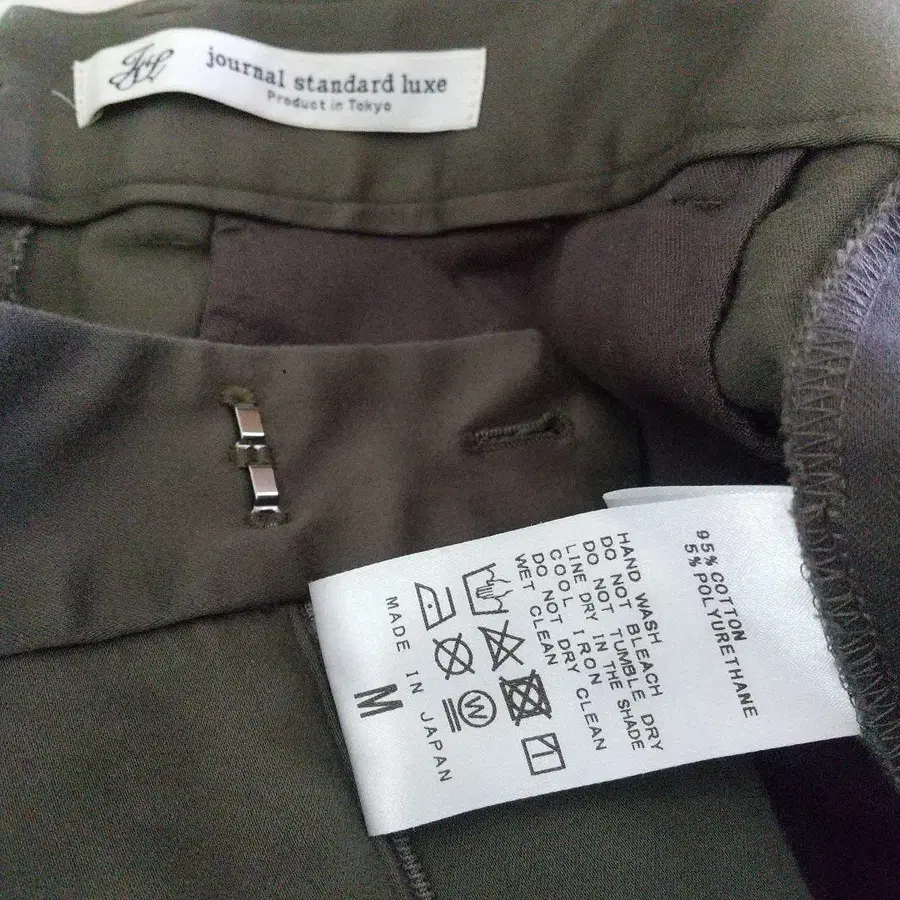 journal standard luxe
Product in Tokyo
95% COTTON
5% POLYURETHANE
HAND WASH
DO NOT BLEACH
DO NOT TUMBLE DRY
LINE DRY IN THE SHADE
COOL IRON
DO NOT DRY CLEAN
WET CLEAN
W
MADE IN JAPAN
M